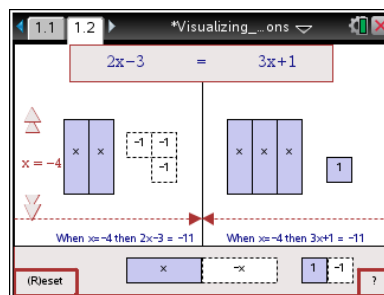 1.1 1.2 *Visualizing_...ons
2x-3 = 3x+1
x x -1 -1 x x x
-1 1
x = -4
When x=-4 then 2x-3 = -11 When x=-4 then 3x+1 = -11
x -x 1 -1
(R)eset ?